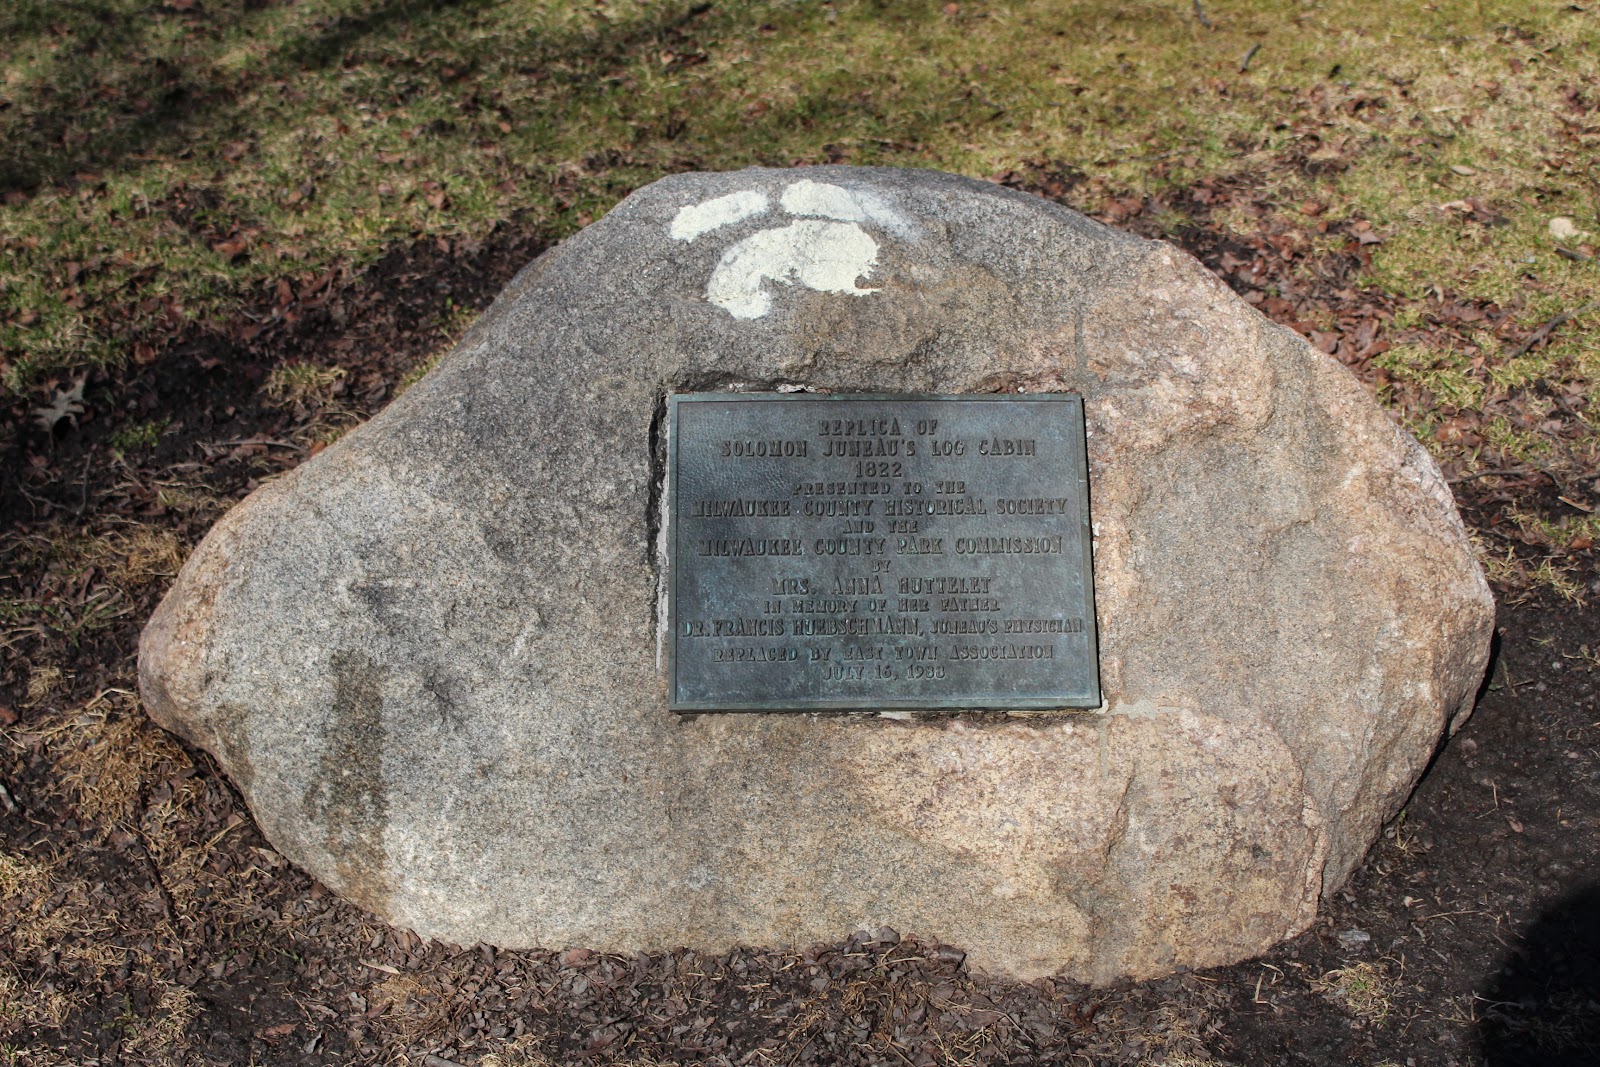 REPLICA OF
SOLOMON JUNEAU'S LOG CABIN
1822
PRESENTED TO THE
MILWAUKEE COUNTY HISTORICAL SOCIETY
AND THE
MILWAUKEE COUNTY PARK COMMISSION
BY
MRS. ANNA HUTTELET
IN MEMORY OF HER FATHER
DR. FRANCIS HUEBSCHMANN, JUNEAU'S PHYSICIAN
REPLACED BY EAST TOWN ASSOCIATION
JULY 16, 1988